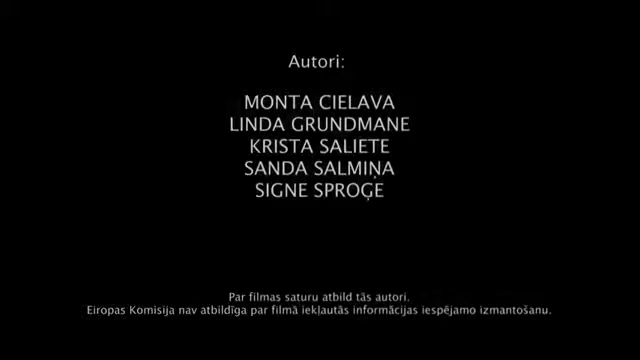 Autori:
MONTA CIELAVA
LINDA GRUNDMANE
KRISTA SALIETE
SANDA SALMIŅA
SIGNE SPROĢE
Par filmas saturu atbild tās autori.
Eiropas Komisija nav atbildīga par filmā iekļautās informācijas iespējamo izmantošanu.